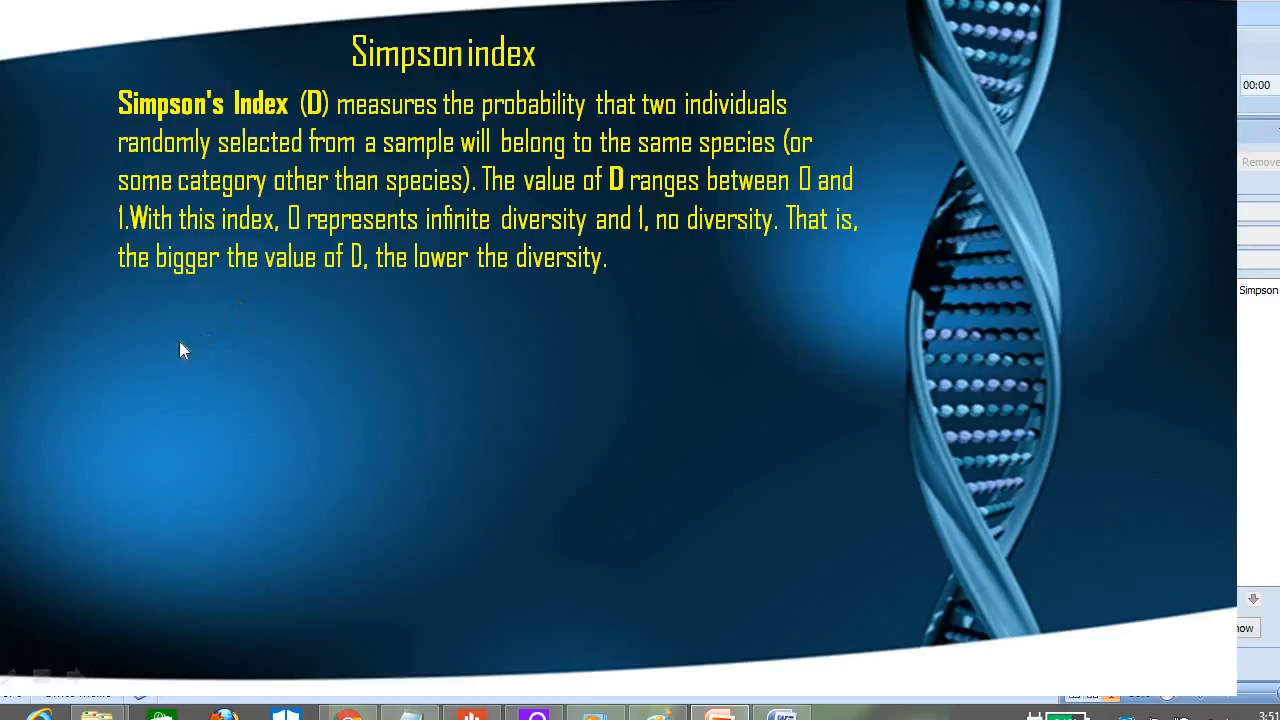 Simpson index
Simpson's Index (D) measures the probability that two individuals
randomly selected from a sample will belong to the same species (or
some category other than species). The value of D ranges between 0 and
1.With this index, 0 represents infinite diversity and 1, no diversity. That is,
the bigger the value of D, the lower the diversity.
00:00
Remove
Simpson